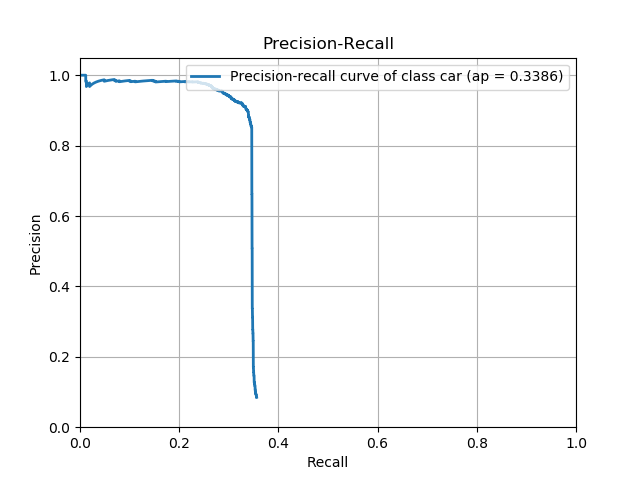 Precision-Recall
Precision-recall curve of class car (ap = 0.3386)
1.0
0.8
0.6
0.4
0.2
0.0
Precision
0.0 0.2 0.4 0.6 0.8 1.0
Recall